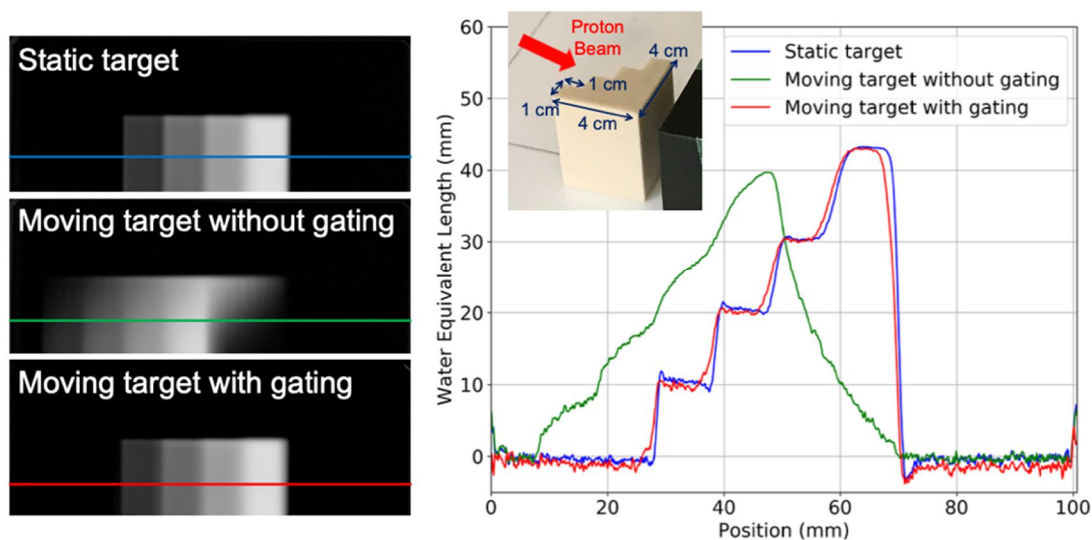 Static target
Moving target without gating
Moving target with gating
60
50
40
30
20
10
0
Water Equivalent Length (mm)
Proton
Beam
4 cm
1 cm
1 cm
4 cm
Static target
Moving target without gating
Moving target with gating
0
20
40
60
80
100
Position (mm)